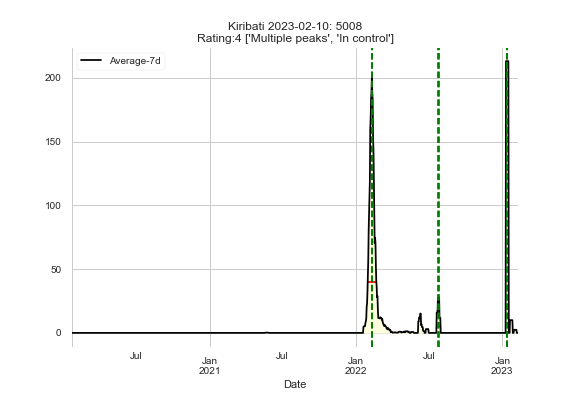 Kiribati 2023-02-10: 5008
Rating:4 ['Multiple peaks', 'In control']
Average-7d
200
150
100
50
0
Jul
Jan
2021
Jul
Jan
2022
Jul
Jan
2023
Date